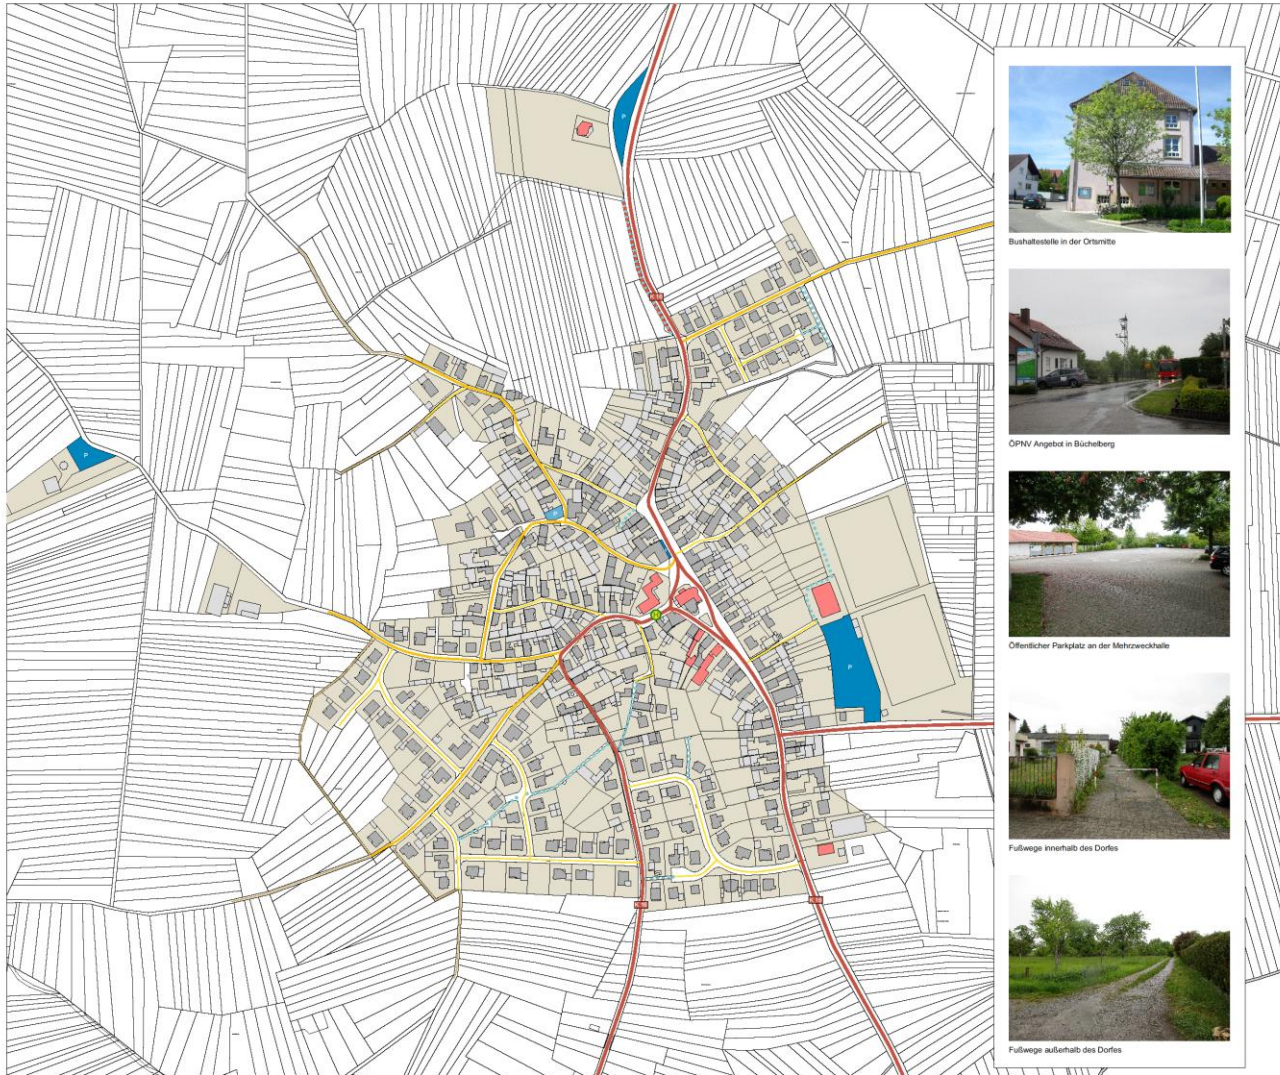 P
P
P
P
H
Bushaltestelle in der Ortsmitte
ÖPNV Angebot in Büchelberg
Öffentlicher Parkplatz an der Mehrzweckhalle
Fußwege innerhalb des Dorfes
Fußwege außerhalb des Dorfes